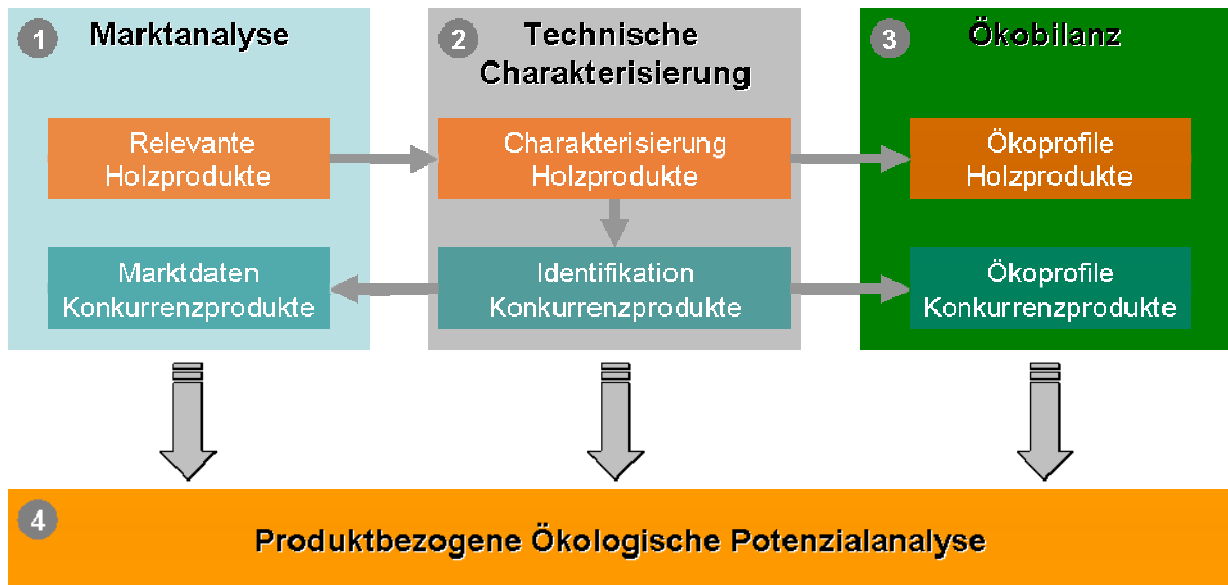 1
Marktanalyse
Relevante
Holzprodukte
Marktdaten
Konkurrenzprodukte
2
Technische
Charakterisierung
Charakterisierung
Holzprodukte
Identifikation
Konkurrenzprodukte
3
Ökobilanz
Ökoprofile
Holzprodukte
Ökoprofile
Konkurrenzprodukte
4
Produktbezogene Ökologische Potenzialanalyse